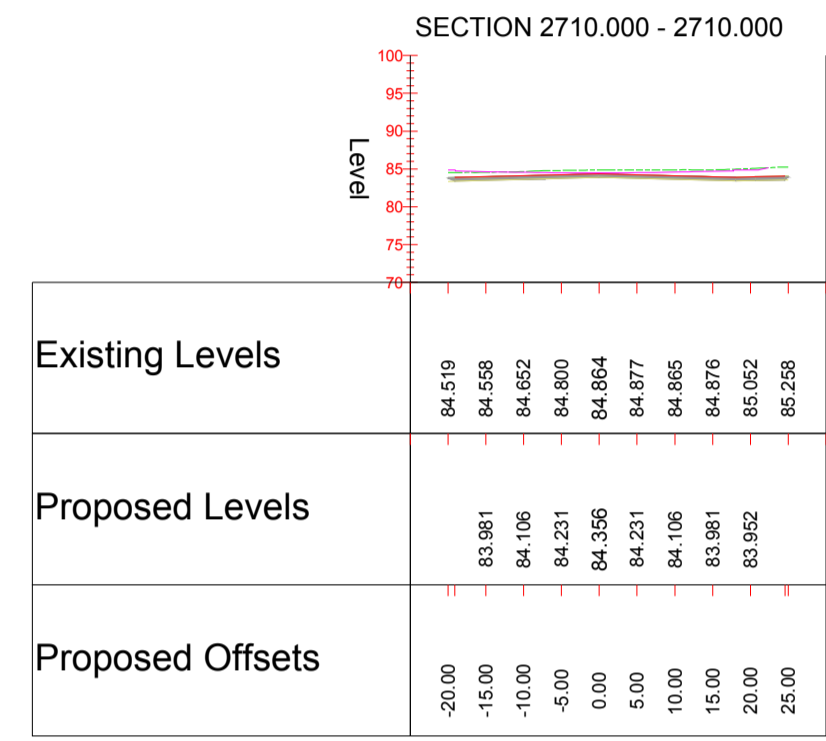 SECTION 2710.000 - 2710.000
100
95
90
85
80
75
70
Level
Existing Levels
84.519 84.558 84.652 84.800 84.864 84.877 84.865 84.876 85.052 85.258
Proposed Levels
83.981 84.106 84.231 84.356 84.231 84.106 83.981 83.952
Proposed Offsets
-20.00 -15.00 -10.00 -5.00 0.00 5.00 10.00 15.00 20.00 25.00